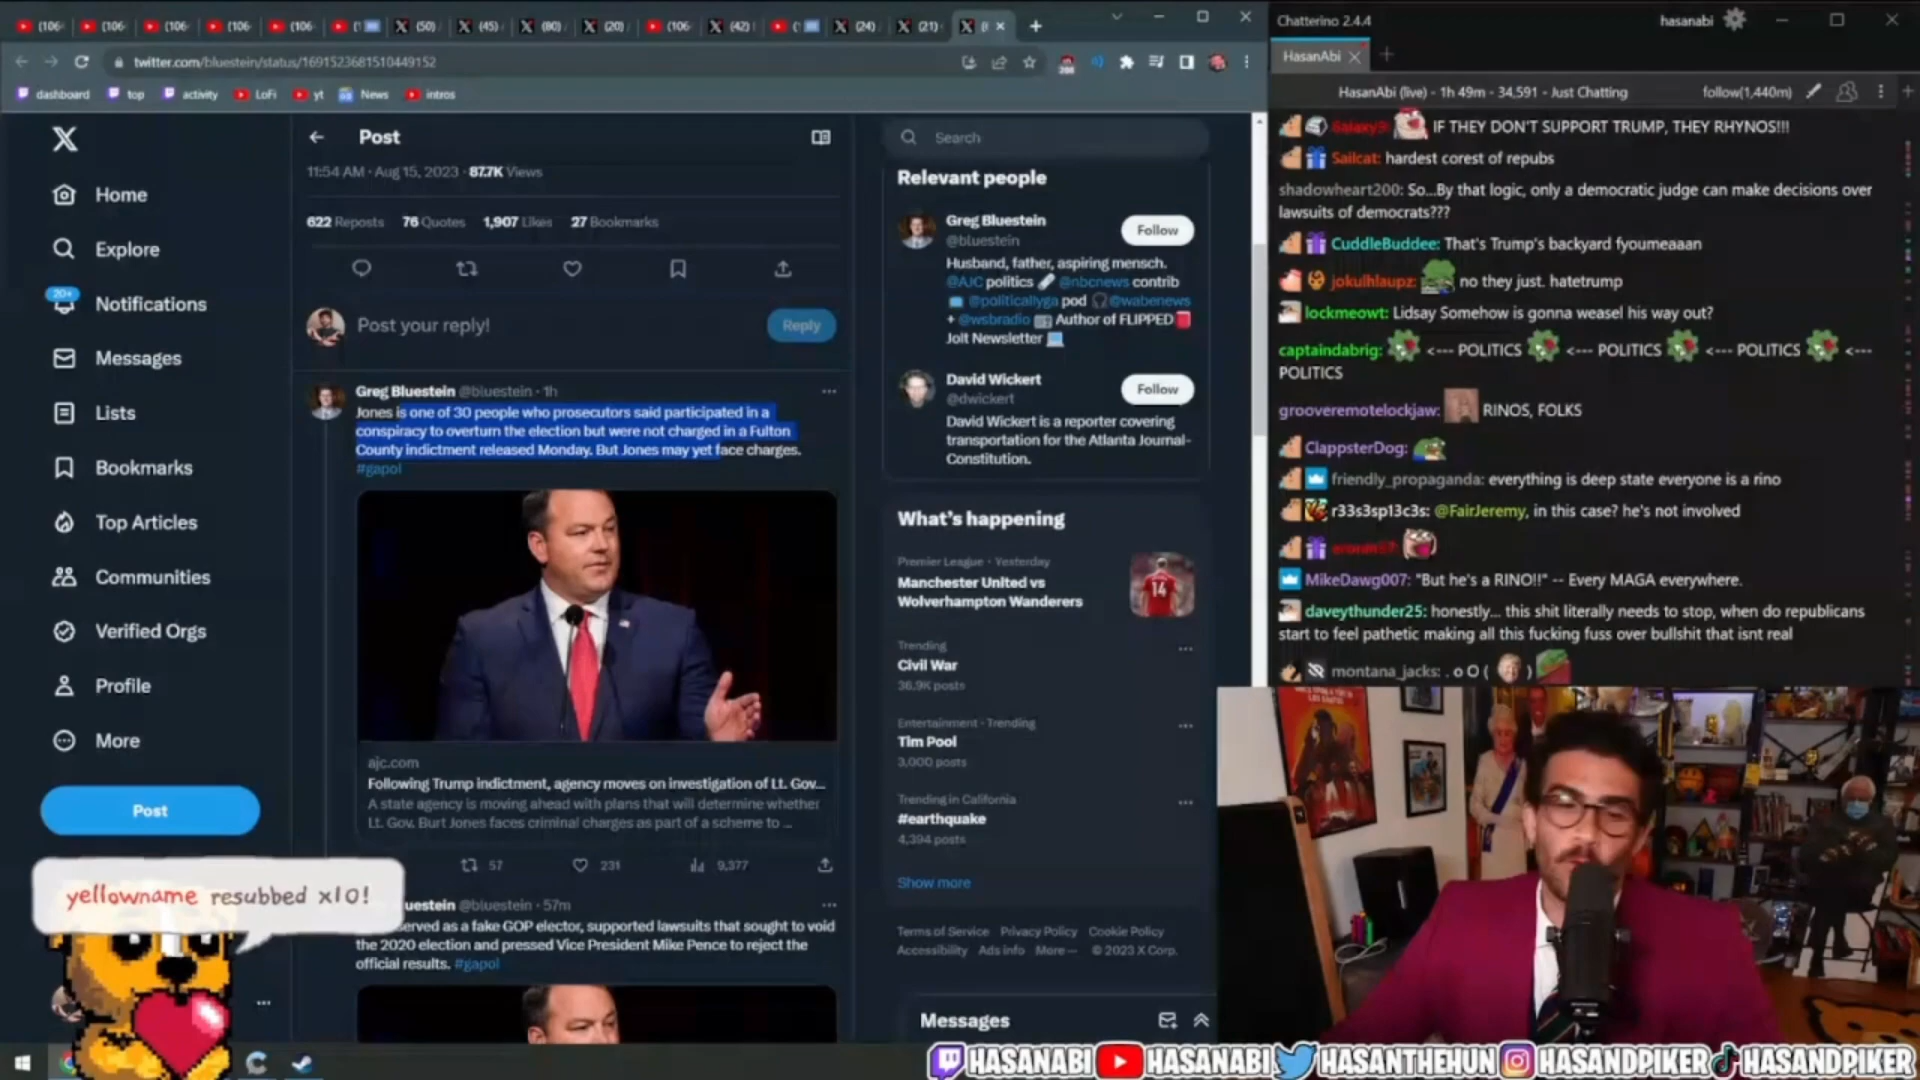 (106
(106
(106
(106
(106
(1
(50)
(45)
(80)
(20)
(106
(42)
(24)
(21)
Chatterino 2.4.4
hasanabi
HasanAbi
twitter.com/bluestein/status/1691523681510449152
286
dashboard
top
activity
LoFi
yt
News
intros
HasanAbi (live) - 1h 49m - 34,591 - Just Chatting
follow(1,440m)
X
Home
Explore
20+
Notifications
Messages
Lists
Bookmarks
Top Articles
Communities
Verified Orgs
Profile
More
Post
Post
11:54 AM · Aug 15, 2023 · 87.7K Views
622 Reposts 76 Quotes 1,907 Likes 27 Bookmarks
Post your reply!
Reply
Greg Bluestein @bluestein · 1h
Jones is one of 30 people who prosecutors said participated in a
conspiracy to overturn the election but were not charged in a Fulton
County indictment released Monday. But Jones may yet face charges.
#gapol
ajc.com
Following Trump indictment, agency moves on investigation of Lt. Gov...
A state agency is moving ahead with plans that will determine whether
Lt. Gov. Burt Jones faces criminal charges as part of a scheme to ...
57
231
9,377
uestein @bluestein · 57m
erved as a fake GOP elector, supported lawsuits that sought to void
the 2020 election and pressed Vice President Mike Pence to reject the
official results. #gapol
yellowname resubbed x10!
Search
Relevant people
Greg Bluestein
@bluestein
Follow
Husband, father, aspiring mensch.
@AJC politics @nbcnews contrib
@politicallyga pod @wabenews
+ @wsbradio Author of FLIPPED
Jolt Newsletter
David Wickert
@dwickert
Follow
David Wickert is a reporter covering
transportation for the Atlanta Journal-
Constitution.
What's happening
Premier League · Yesterday
Manchester United vs
Wolverhampton Wanderers
14
Trending
Civil War
36.9K posts
Entertainment · Trending
Tim Pool
3,000 posts
Trending in California
#earthquake
4,394 posts
Show more
Terms of Service Privacy Policy Cookie Policy
Accessibility Ads info More ··· © 2023 X Corp.
Messages
IF THEY DON'T SUPPORT TRUMP, THEY RHYNOS!!!
Sailcat: hardest corest of repubs
shadowheart200: So...By that logic, only a democratic judge can make decisions over
lawsuits of democrats???
CuddleBuddee: That's Trump's backyard fyoumeaaan
jokulhlaupz: no they just. hatetrump
lockmeowt: Lidsay Somehow is gonna weasel his way out?
captaindabrig: <--- POLITICS <--- POLITICS <--- POLITICS <---
POLITICS
grooveremotelockjaw: RINOS, FOLKS
ClappsterDog:
friendly_propaganda: everything is deep state everyone is a rino
r33s3sp13c3s: @FairJeremy, in this case? he's not involved
MikeDawg007: "But he's a RINO!!" -- Every MAGA everywhere.
daveythunder25: honestly... this shit literally needs to stop, when do republicans
start to feel pathetic making all this fucking fuss over bullshit that isnt real
montana_jacks: . o O ( )
HASANABI HASANABI HASANTHEHUN HASANDPIKER HASANDPIKER